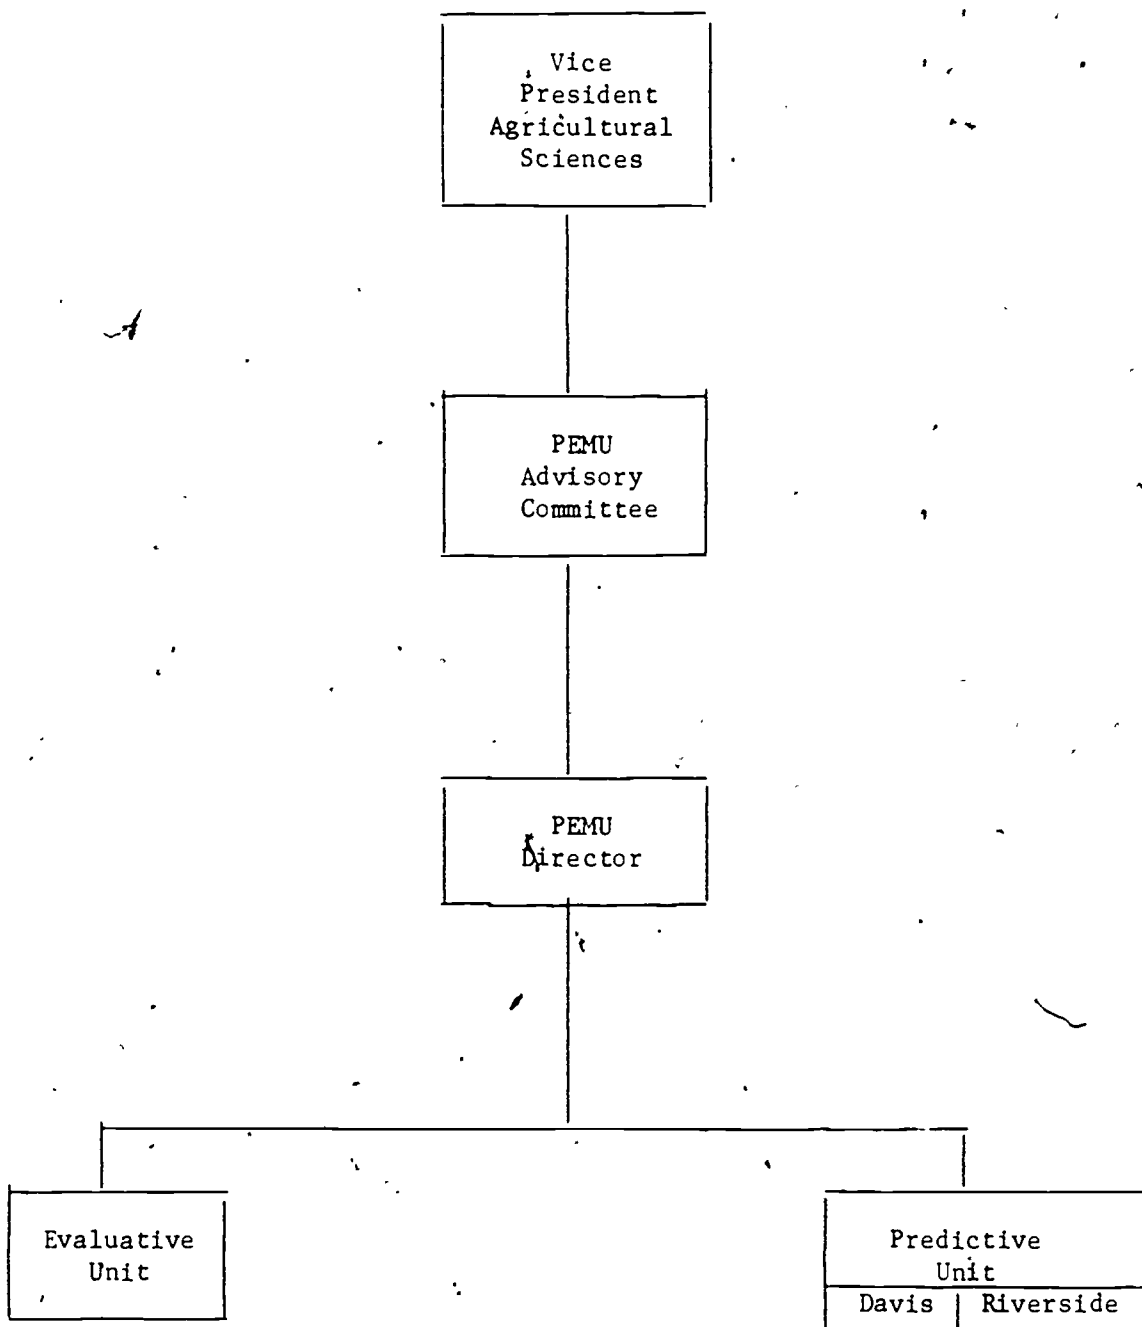 Vice
President
Agricultural
Sciences
PEMU
Advisory
Committee
PEMU
Director
Evaluative
Unit
Predictive
Unit
Davis | Riverside